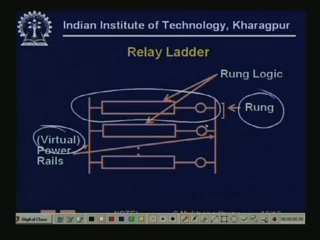 Indian Institute of Technology, Kharagpur
Relay Ladder
Rung Logic
Rung
(Virtual)
Power
Rails